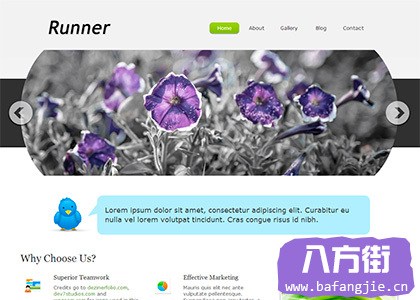 Runner
Home About Gallery Blog Contact
Lorem ipsum dolor sit amet, consectetur adipiscing elit. Curabitur eu
nulla vel lorem volutpat tincidunt. Cras congue risus id nibh.
Why Choose Us?
Superior Teamwork
Credits go to dezinerfolio.com,
dev7studios.com and
Effective Marketing
Mauris quis elit nec ante
vulputate pellentesque.
八方街
www.bafangjie.cn